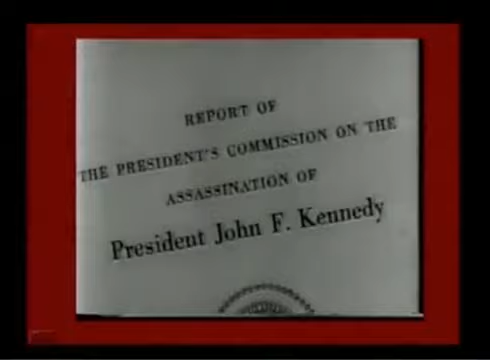 REPORT OF
THE PRESIDENT'S COMMISSION ON THE
ASSASSINATION OF
President John F. Kennedy